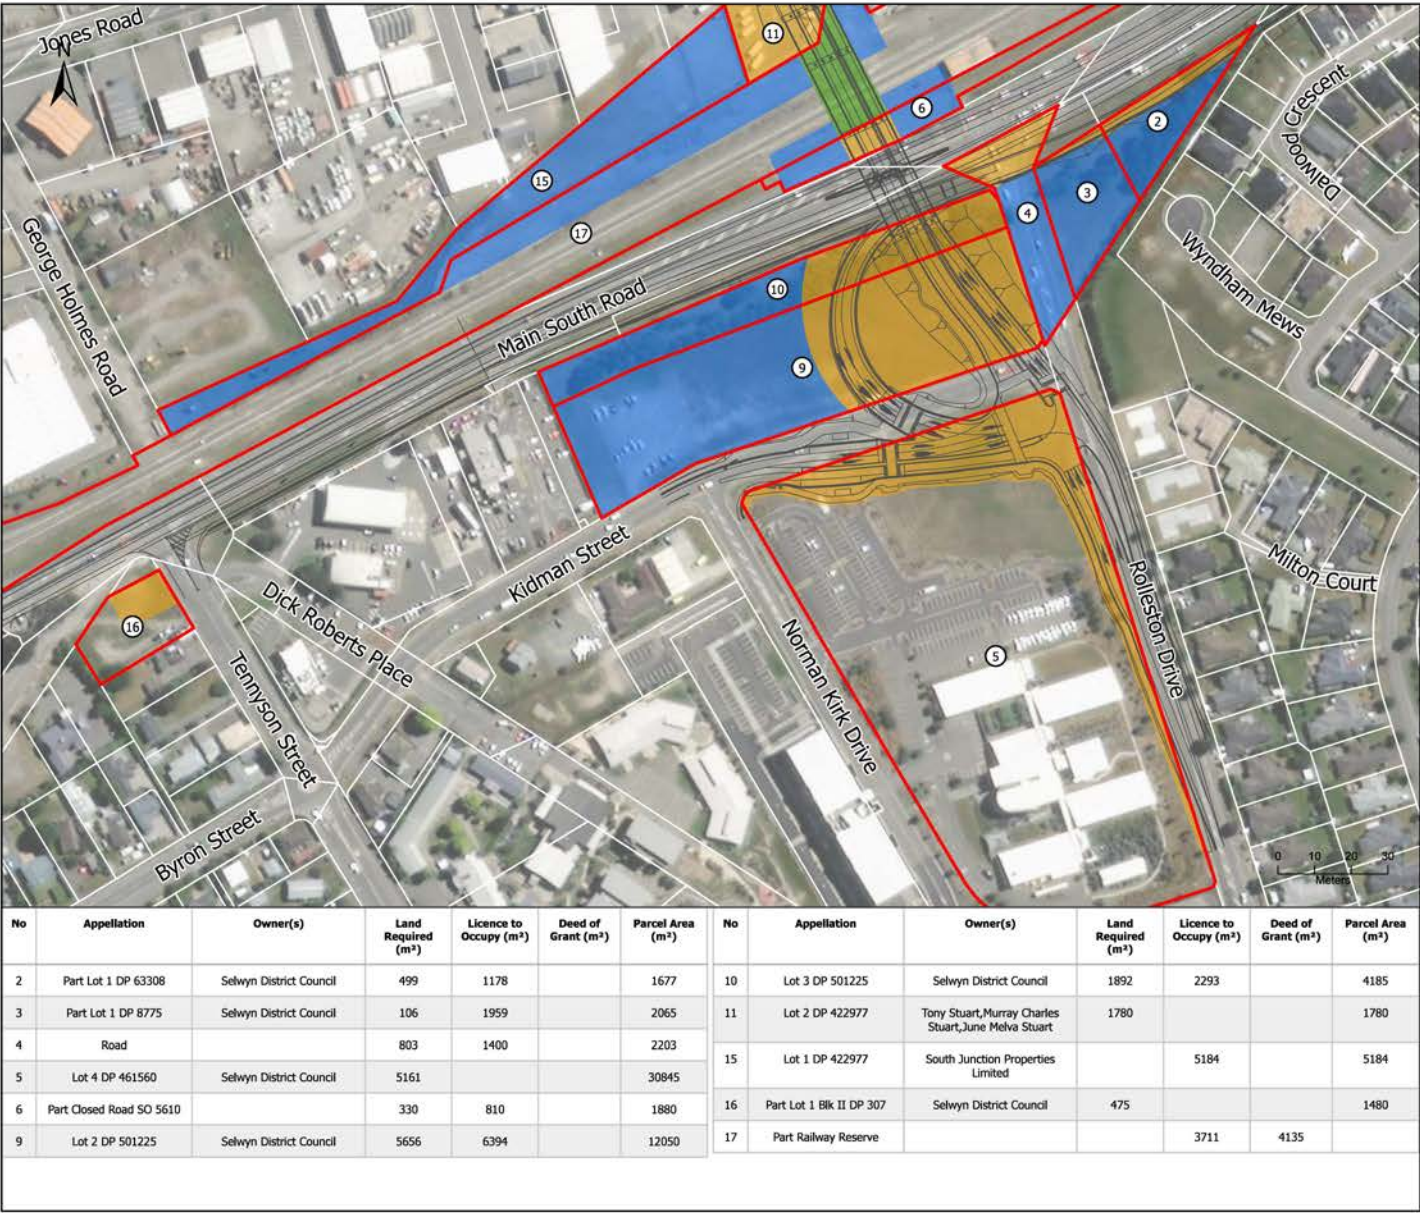 Jones Road
N
11
6
2
Dalwood Crescent
15
3
4
17
George Holmes Road
Wyndham Mews
10
Main South Road
9
Kidman Street
Milton Court
Dick Roberts Place
16
Rolleston Drive
Norman Kirk Drive
5
Tennyson Street
Byron Street
0 10 20 30
Meters
No Appellation Owner(s) Land Required (m²) Licence to Occupy (m²) Deed of Grant (m²) Parcel Area (m²)
2 Part Lot 1 DP 63308 Selwyn District Council 499 1178 1677
3 Part Lot 1 DP 8775 Selwyn District Council 106 1959 2065
4 Road 803 1400 2203
5 Lot 4 DP 461560 Selwyn District Council 5161 30845
6 Part Closed Road SO 5610 330 810 1880
9 Lot 2 DP 501225 Selwyn District Council 5656 6394 12050
No Appellation Owner(s) Land Required (m²) Licence to Occupy (m²) Deed of Grant (m²) Parcel Area (m²)
10 Lot 3 DP 501225 Selwyn District Council 1892 2293 4185
11 Lot 2 DP 422977 Tony Stuart,Murray Charles Stuart,June Melva Stuart 1780 1780
15 Lot 1 DP 422977 South Junction Properties Limited 5184 5184
16 Part Lot 1 Blk II DP 307 Selwyn District Council 475 1480
17 Part Railway Reserve 3711 4135